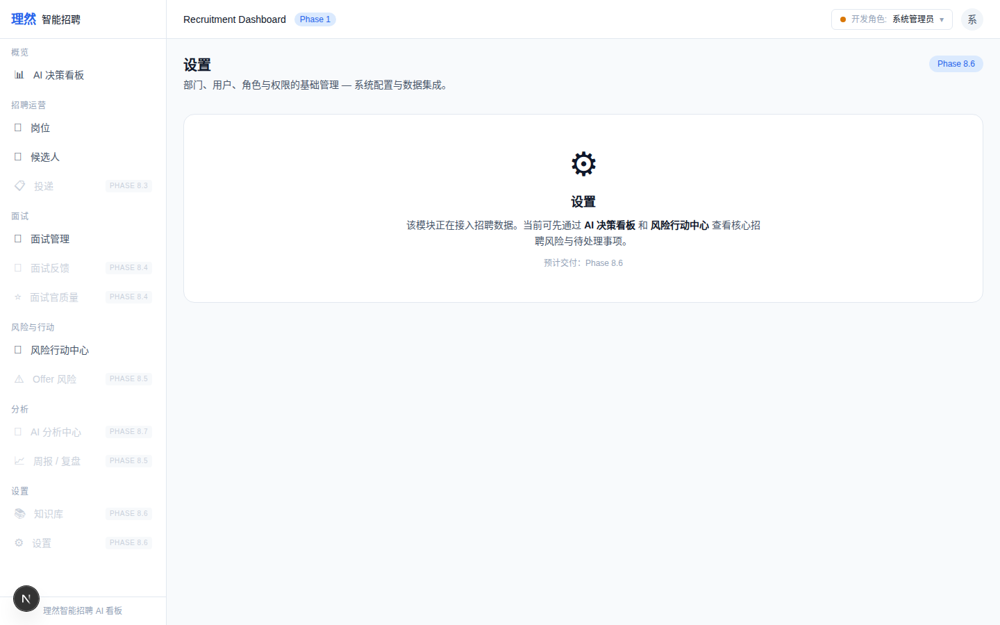 理然 智能招聘
Recruitment Dashboard Phase 1
开发角色: 系统管理员
系
概览
AI 决策看板
招聘运营
岗位
候选人
投递 PHASE 8.3
面试
面试管理
面试反馈 PHASE 8.4
面试官质量 PHASE 8.4
风险与行动
风险行动中心
Offer 风险 PHASE 8.5
分析
AI 分析中心 PHASE 8.7
周报 / 复盘 PHASE 8.5
设置
知识库 PHASE 8.6
设置 PHASE 8.6
N
理然智能招聘 AI 看板
设置
Phase 8.6
部门、用户、角色与权限的基础管理 — 系统配置与数据集成。
设置
该模块正在接入招聘数据。当前可先通过 AI 决策看板 和 风险行动中心 查看核心招
聘风险与待处理事项。
预计交付：Phase 8.6